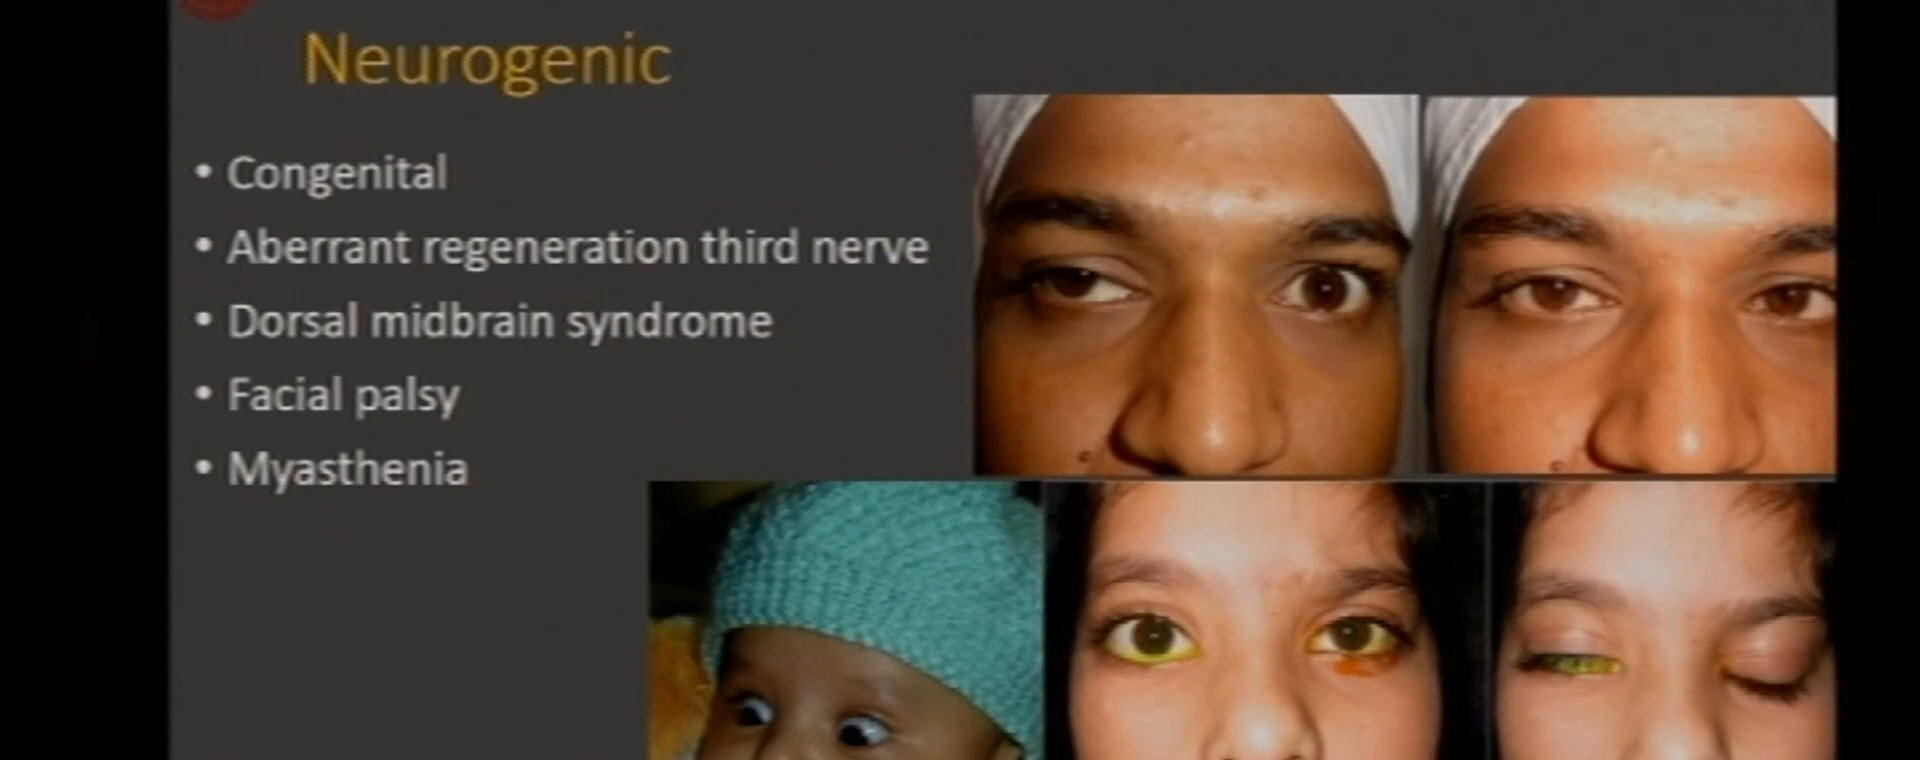 Neurogenic
• Congenital
• Aberrant regeneration third nerve
• Dorsal midbrain syndrome
• Facial palsy
• Myasthenia